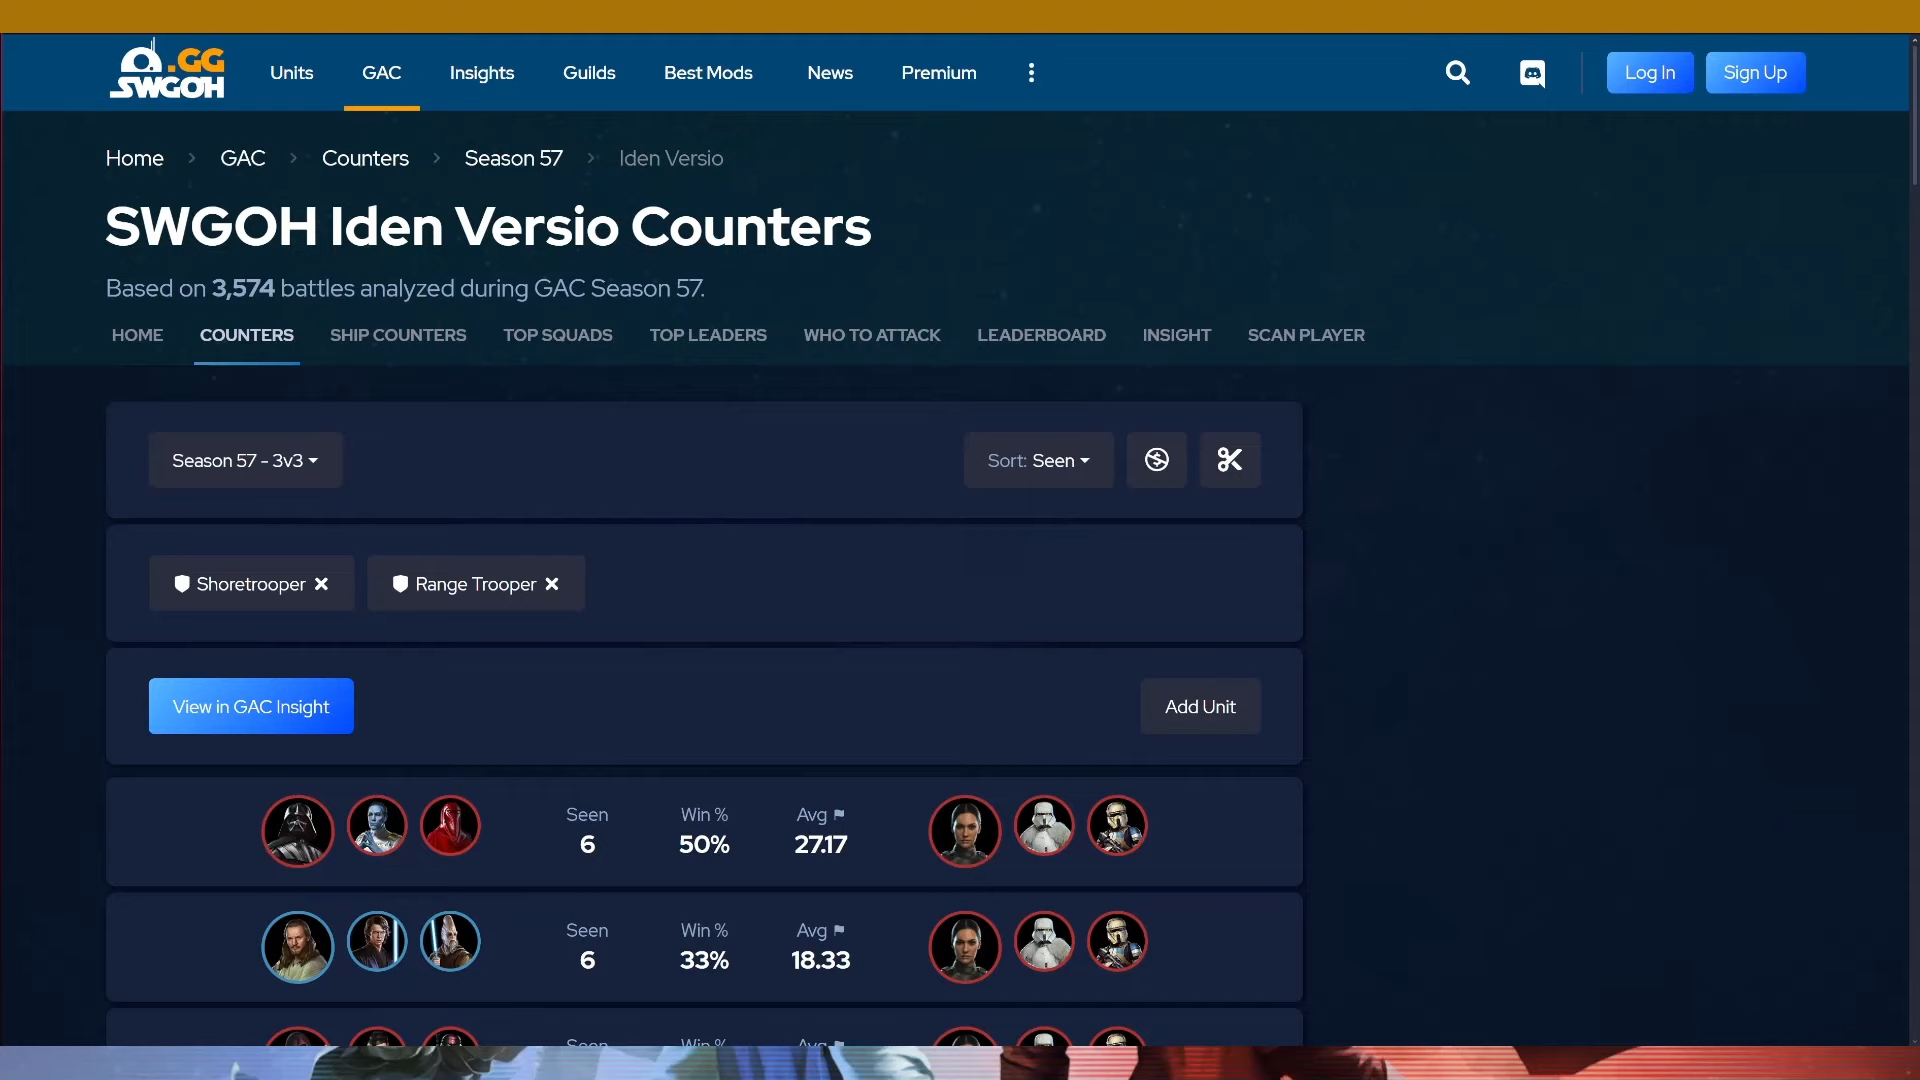 .GG
SWGOH
Units
GAC
Insights
Guilds
Best Mods
News
Premium
Log In
Sign Up
Home > GAC > Counters > Season 57 > Iden Versio
SWGOH Iden Versio Counters
Based on 3,574 battles analyzed during GAC Season 57.
HOME
COUNTERS
SHIP COUNTERS
TOP SQUADS
TOP LEADERS
WHO TO ATTACK
LEADERBOARD
INSIGHT
SCAN PLAYER
Season 57 - 3v3
Sort: Seen
Shoretrooper
Range Trooper
View in GAC Insight
Add Unit
Seen Win % Avg
6 50% 27.17
Seen Win % Avg
6 33% 18.33
Seen Win % Avg